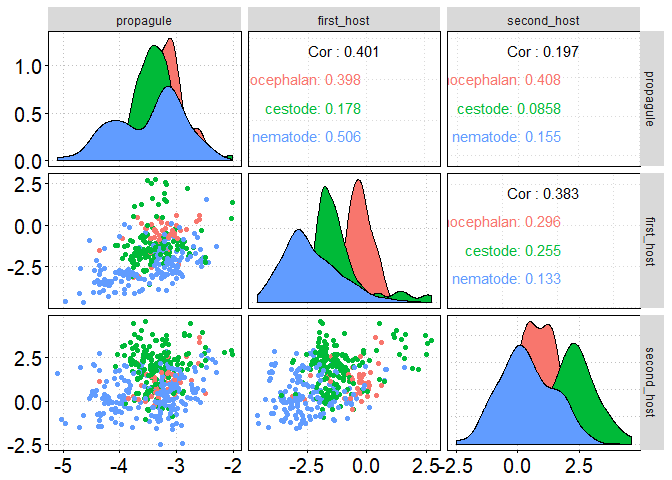 propagule first_host second_host
Cor : 0.401
ocephalan: 0.398
cestode: 0.178
nematode: 0.506
Cor : 0.197
ocephalan: 0.408
cestode: 0.0858
nematode: 0.155
propagule
1.0
0.5
0.0
Cor : 0.383
ocephalan: 0.296
cestode: 0.255
nematode: 0.133
first_host
2.5
0.0
-2.5
second_host
2.5
0.0
-2.5
-5 -4 -3 -2 -2.5 0.0 2.5 -2.5 0.0 2.5